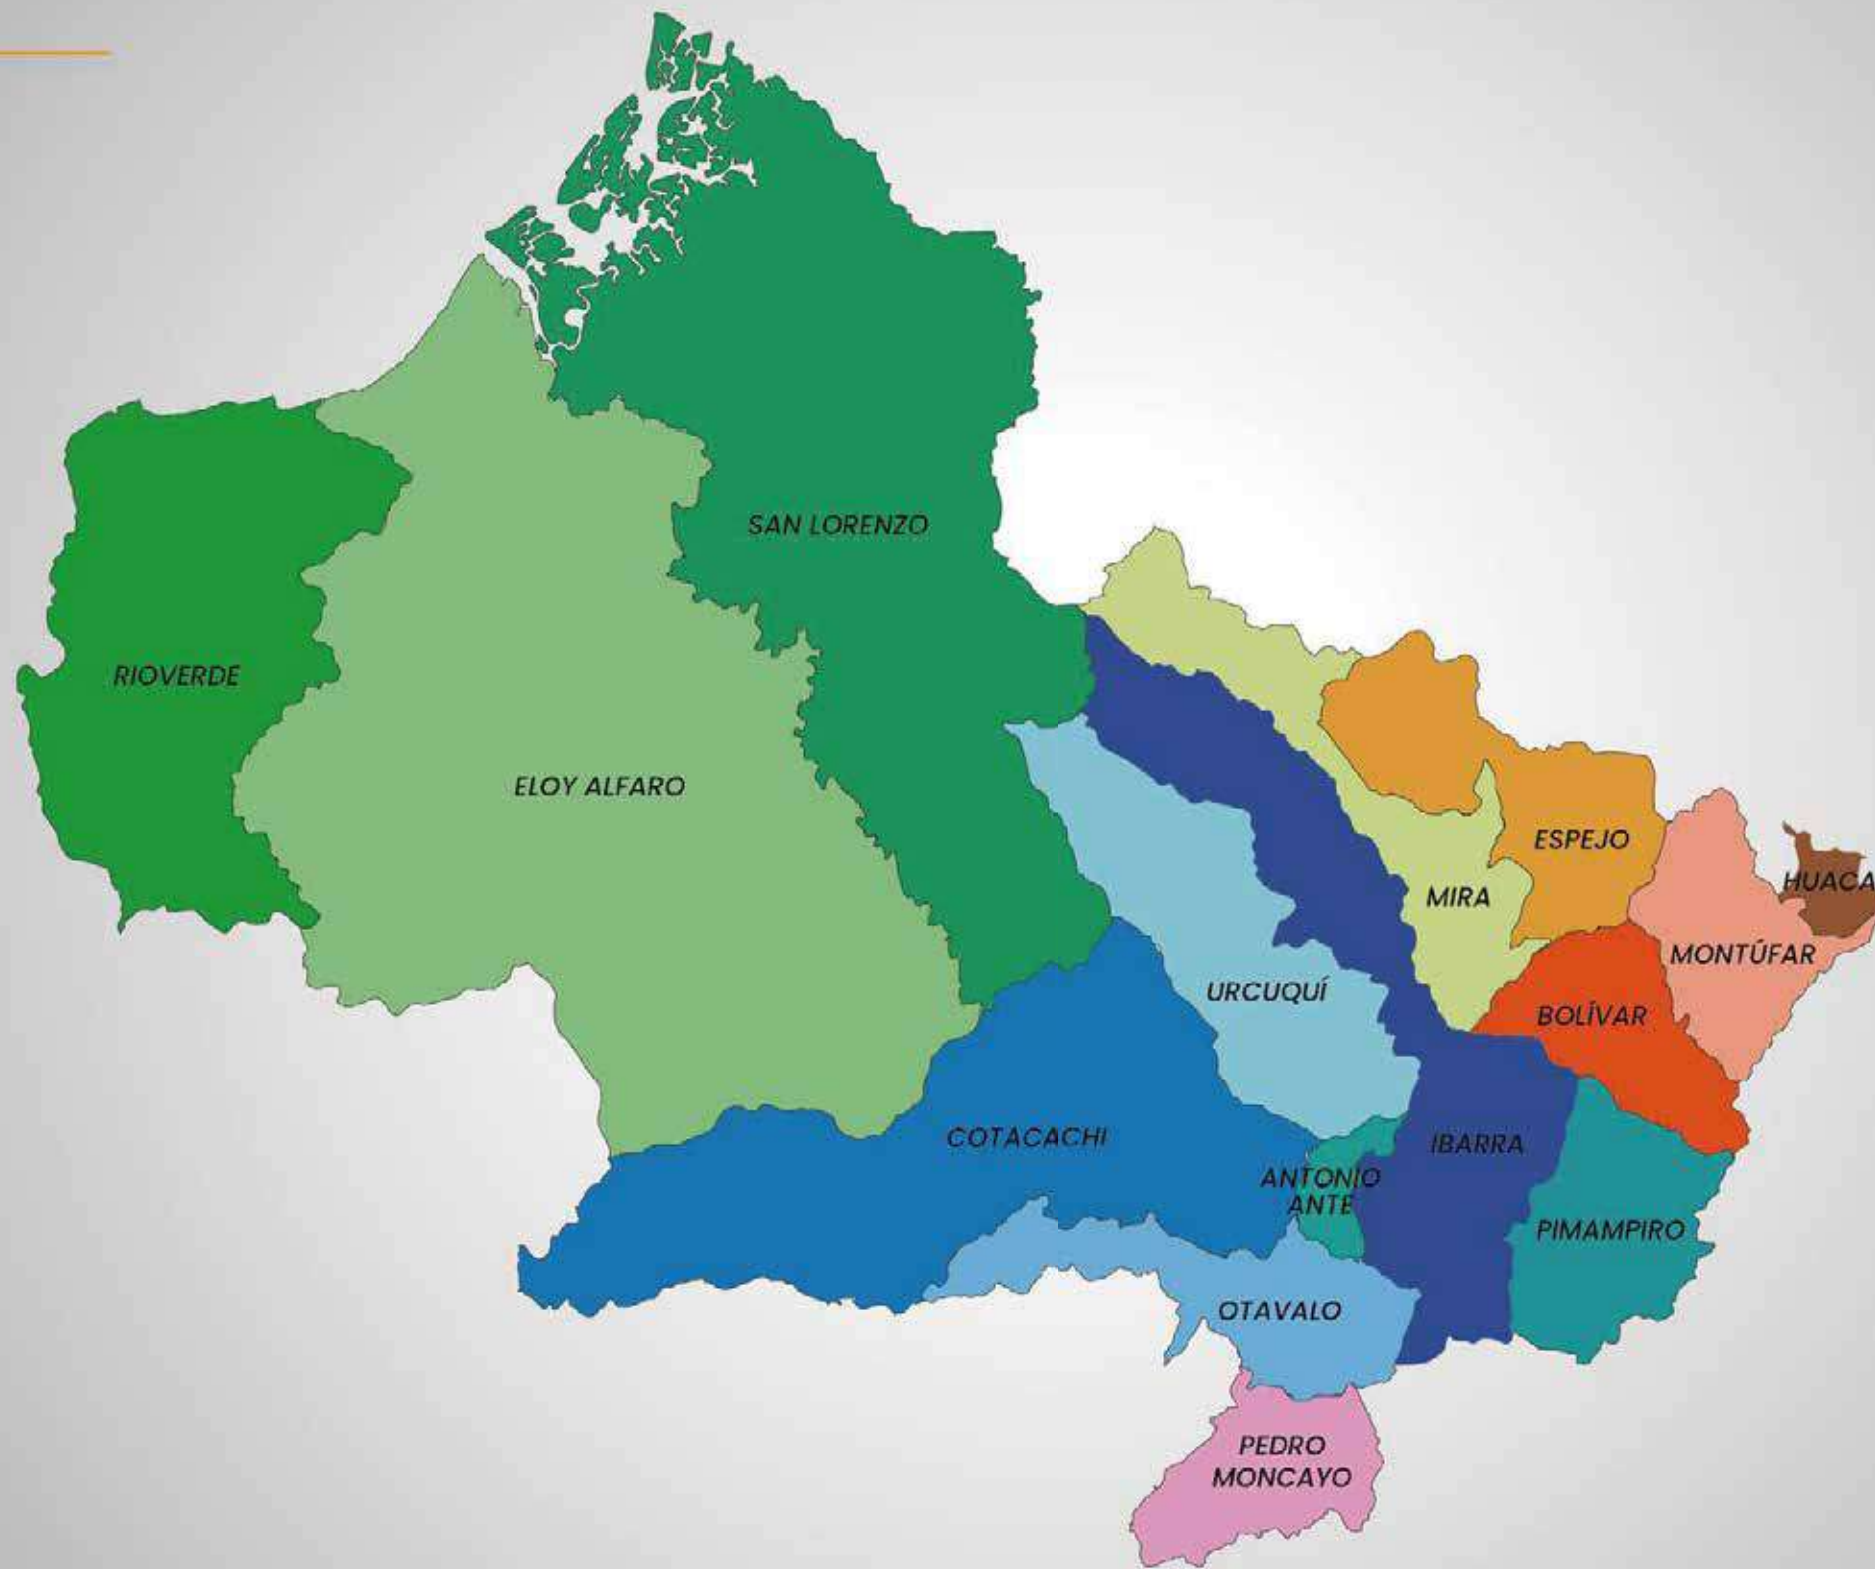 SAN LORENZO
RIOVERDE
ELOY ALFARO
ESPEJO
HUACA
MIRA
MONTÚFAR
URCUQUÍ
BOLÍVAR
COTACACHI
IBARRA
ANTONIO
ANTE
PIMAMPIRO
OTAVALO
PEDRO
MONCAYO